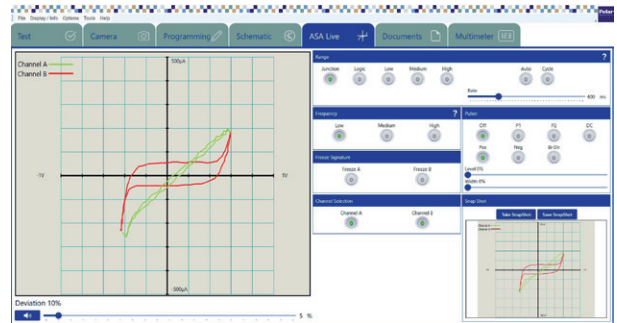 File Display / Info Options Tools Help
Pulsar
Test
Camera
Programming
Schematic
ASA Live
Documents
Multimeter
Channel A
Channel B
500µA
-1V
1V
-500µA
Deviation 10%
5 %
Range ?
Junction Logic Low Medium High Auto Cycle
Rate
400 ms
Frequency ?
Low Medium High
Freeze Signature
Freeze A Freeze B
Channel Selection
Channel A Channel B
Pulser
Off P1 P2 DC
Pos Neg Bi-Dir
Level 0%
Width 0%
Snap Shot
Take SnapShot Save SnapShot